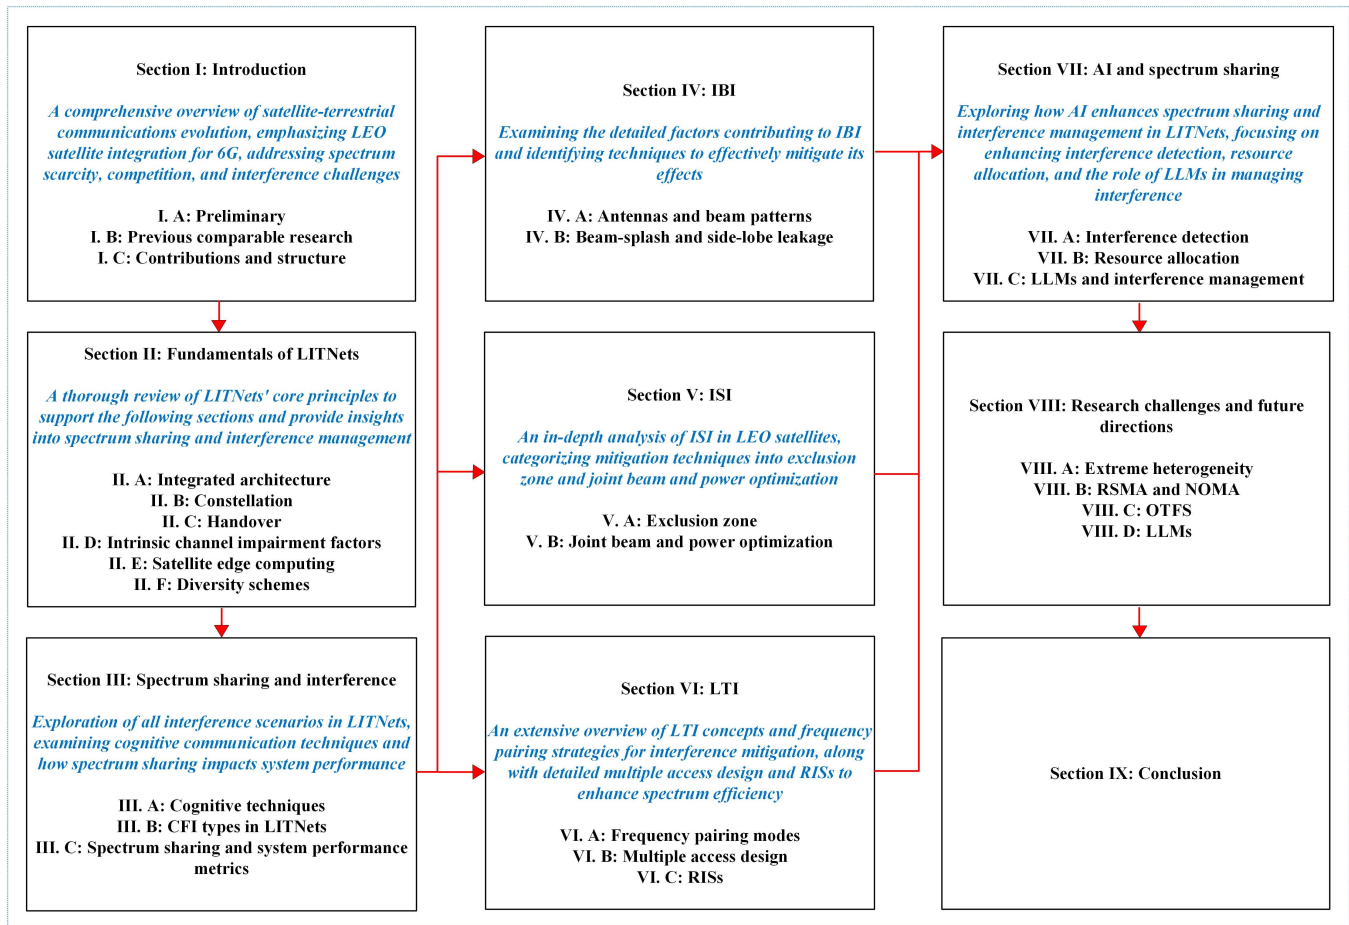 Section I: Introduction
A comprehensive overview of satellite-terrestrial
communications evolution, emphasizing LEO
satellite integration for 6G, addressing spectrum
scarcity, competition, and interference challenges
I. A: Preliminary
I. B: Previous comparable research
I. C: Contributions and structure
Section II: Fundamentals of LITNets
A thorough review of LITNets' core principles to
support the following sections and provide insights
into spectrum sharing and interference management
II. A: Integrated architecture
II. B: Constellation
II. C: Handover
II. D: Intrinsic channel impairment factors
II. E: Satellite edge computing
II. F: Diversity schemes
Section III: Spectrum sharing and interference
Exploration of all interference scenarios in LITNets,
examining cognitive communication techniques and
how spectrum sharing impacts system performance
III. A: Cognitive techniques
III. B: CFI types in LITNets
III. C: Spectrum sharing and system performance
metrics
Section IV: IBI
Examining the detailed factors contributing to IBI
and identifying techniques to effectively mitigate its
effects
IV. A: Antennas and beam patterns
IV. B: Beam-splash and side-lobe leakage
Section V: ISI
An in-depth analysis of ISI in LEO satellites,
categorizing mitigation techniques into exclusion
zone and joint beam and power optimization
V. A: Exclusion zone
V. B: Joint beam and power optimization
Section VI: LTI
An extensive overview of LTI concepts and frequency
pairing strategies for interference mitigation, along
with detailed multiple access design and RISs to
enhance spectrum efficiency
VI. A: Frequency pairing modes
VI. B: Multiple access design
VI. C: RISs
Section VII: AI and spectrum sharing
Exploring how AI enhances spectrum sharing and
interference management in LITNets, focusing on
enhancing interference detection, resource
allocation, and the role of LLMs in managing
interference
VII. A: Interference detection
VII. B: Resource allocation
VII. C: LLMs and interference management
Section VIII: Research challenges and future
directions
VIII. A: Extreme heterogeneity
VIII. B: RSMA and NOMA
VIII. C: OTFS
VIII. D: LLMs
Section IX: Conclusion